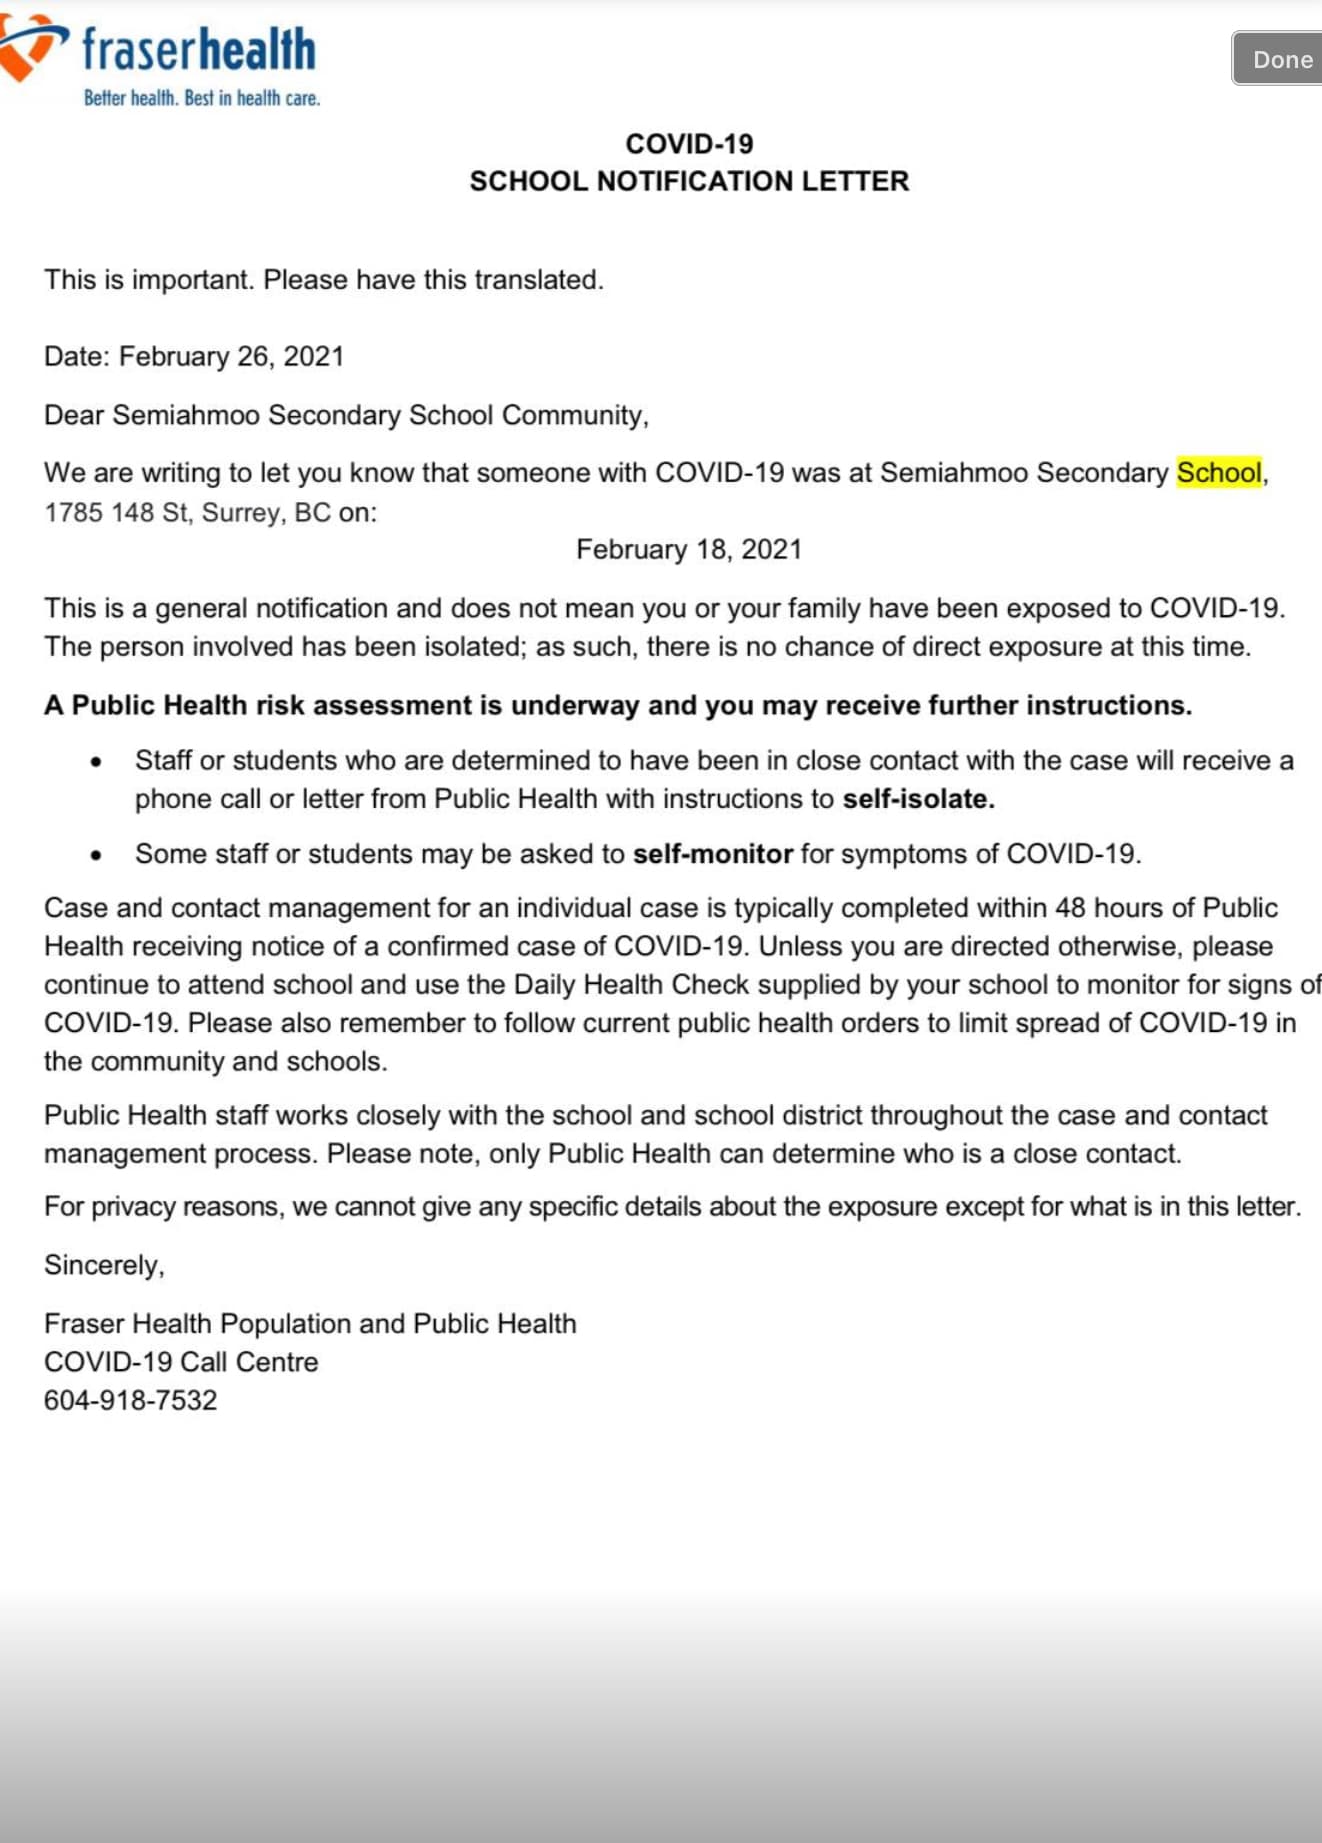 fraserhealth
Better health. Best in health care.
Done
COVID-19
SCHOOL NOTIFICATION LETTER
This is important. Please have this translated.
Date: February 26, 2021
Dear Semiahmoo Secondary School Community,
We are writing to let you know that someone with COVID-19 was at Semiahmoo Secondary School,
1785 148 St, Surrey, BC on:
February 18, 2021
This is a general notification and does not mean you or your family have been exposed to COVID-19.
The person involved has been isolated; as such, there is no chance of direct exposure at this time.
A Public Health risk assessment is underway and you may receive further instructions.
• Staff or students who are determined to have been in close contact with the case will receive a
phone call or letter from Public Health with instructions to self-isolate.
• Some staff or students may be asked to self-monitor for symptoms of COVID-19.
Case and contact management for an individual case is typically completed within 48 hours of Public
Health receiving notice of a confirmed case of COVID-19. Unless you are directed otherwise, please
continue to attend school and use the Daily Health Check supplied by your school to monitor for signs of
COVID-19. Please also remember to follow current public health orders to limit spread of COVID-19 in
the community and schools.
Public Health staff works closely with the school and school district throughout the case and contact
management process. Please note, only Public Health can determine who is a close contact.
For privacy reasons, we cannot give any specific details about the exposure except for what is in this letter.
Sincerely,
Fraser Health Population and Public Health
COVID-19 Call Centre
604-918-7532